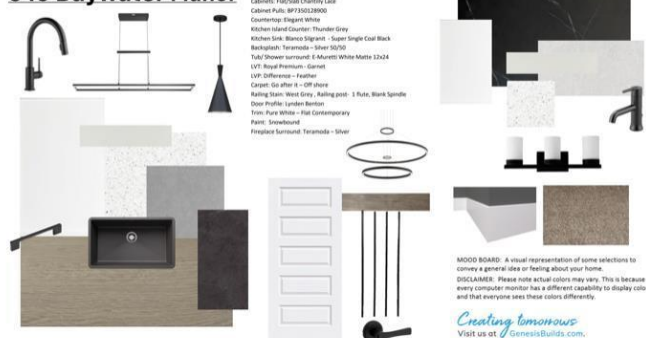 Cabinets: Flat/Slab Chantilly Lace
Cabinet Pulls: BP7350128900
Countertop: Elegant White
Kitchen Island Counter: Thunder Grey
Kitchen Sink: Blanco Silgranit - Super Single Coal Black
Backsplash: Teramoda – Silver 50/50
Tub/ Shower surround: E-Muretti White Matte 12x24
LVT: Royal Premium - Garnet
LVP: Difference – Feather
Carpet: Go after it – Off shore
Railing Stain: West Grey, Railing post- 1 flute, Blank Spindle
Door Profile: Lynden Benton
Trim: Pure White – Flat Contemporary
Paint: Snowbound
Fireplace Surround: Teramoda – Silver
MOOD BOARD: A visual representation of some selections to
convey a general idea or feeling about your home.
DISCLAIMER: Please note actual colors may vary. This is because
every computer monitor has a different capability to display colo
and that everyone sees these colors differently.
Creating tomorrows
Visit us at GenesisBuilds.com.